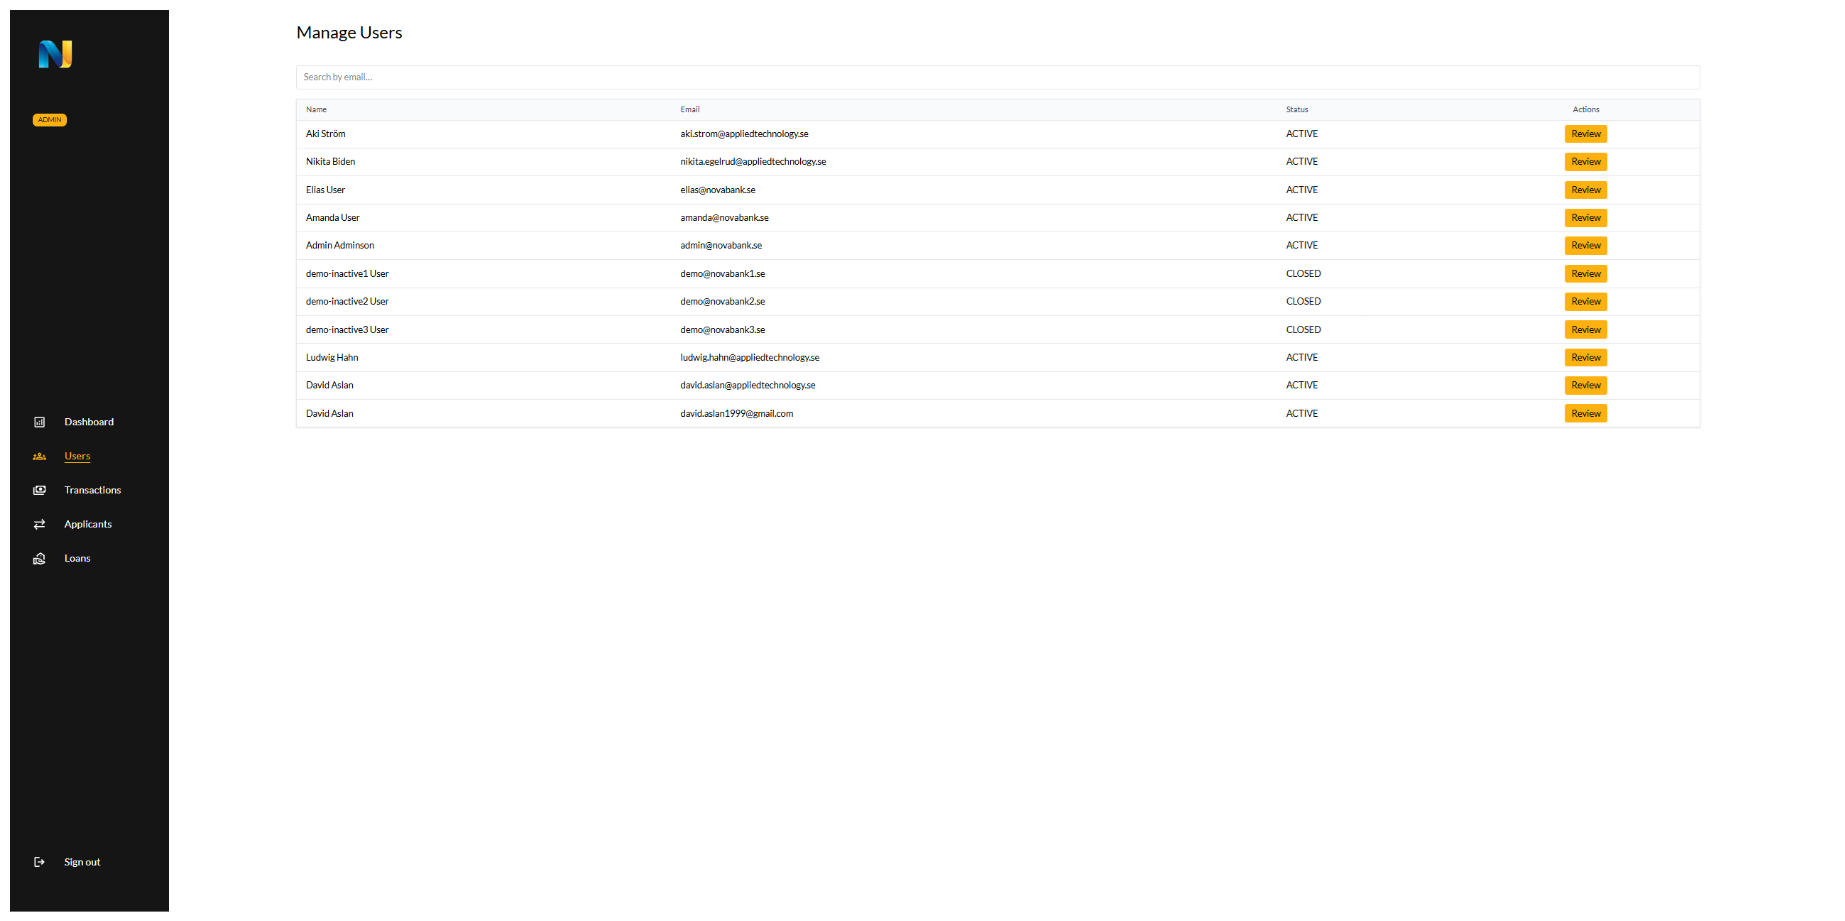 Manage Users
Search by email...
Name Email Status Actions
Aki Ström aki.strom@appliedtechnology.se ACTIVE Review
Nikita Biden nikita.egelrud@appliedtechnology.se ACTIVE Review
Elias User elias@novabank.se ACTIVE Review
Amanda User amanda@novabank.se ACTIVE Review
Admin Adminson admin@novabank.se ACTIVE Review
demo-inactive1 User demo@novabank1.se CLOSED Review
demo-inactive2 User demo@novabank2.se CLOSED Review
demo-inactive3 User demo@novabank3.se CLOSED Review
Ludwig Hahn ludwig.hahn@appliedtechnology.se ACTIVE Review
David Aslan david.aslan@appliedtechnology.se ACTIVE Review
David Aslan david.aslan1999@gmail.com ACTIVE Review
ADMIN
Dashboard
Users
Transactions
Applicants
Loans
Sign out